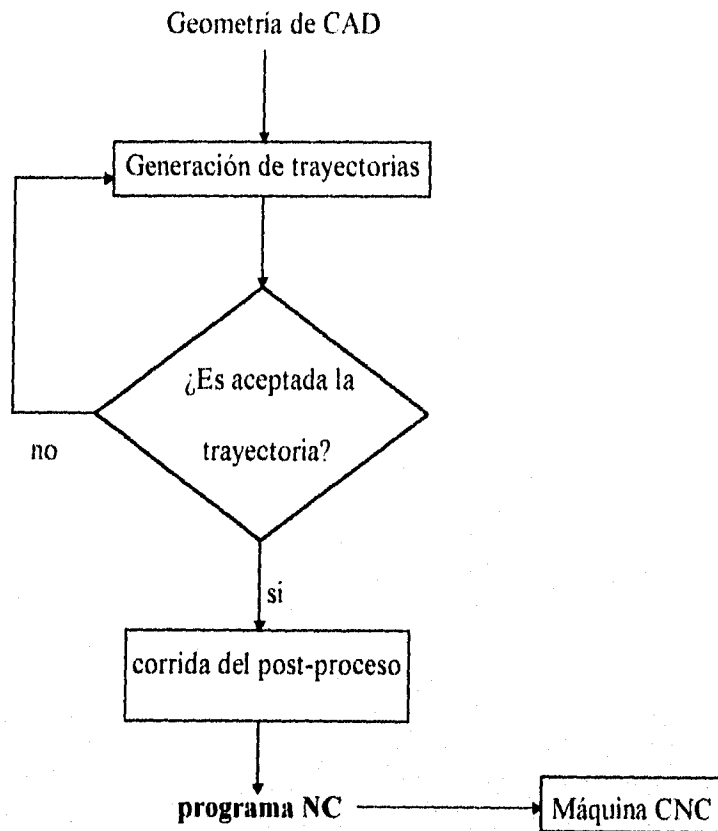 Geometría de CAD
Generación de trayectorias
¿Es aceptada la
trayectoria?
no
si
corrida del post-proceso
programa NC
Máquina CNC